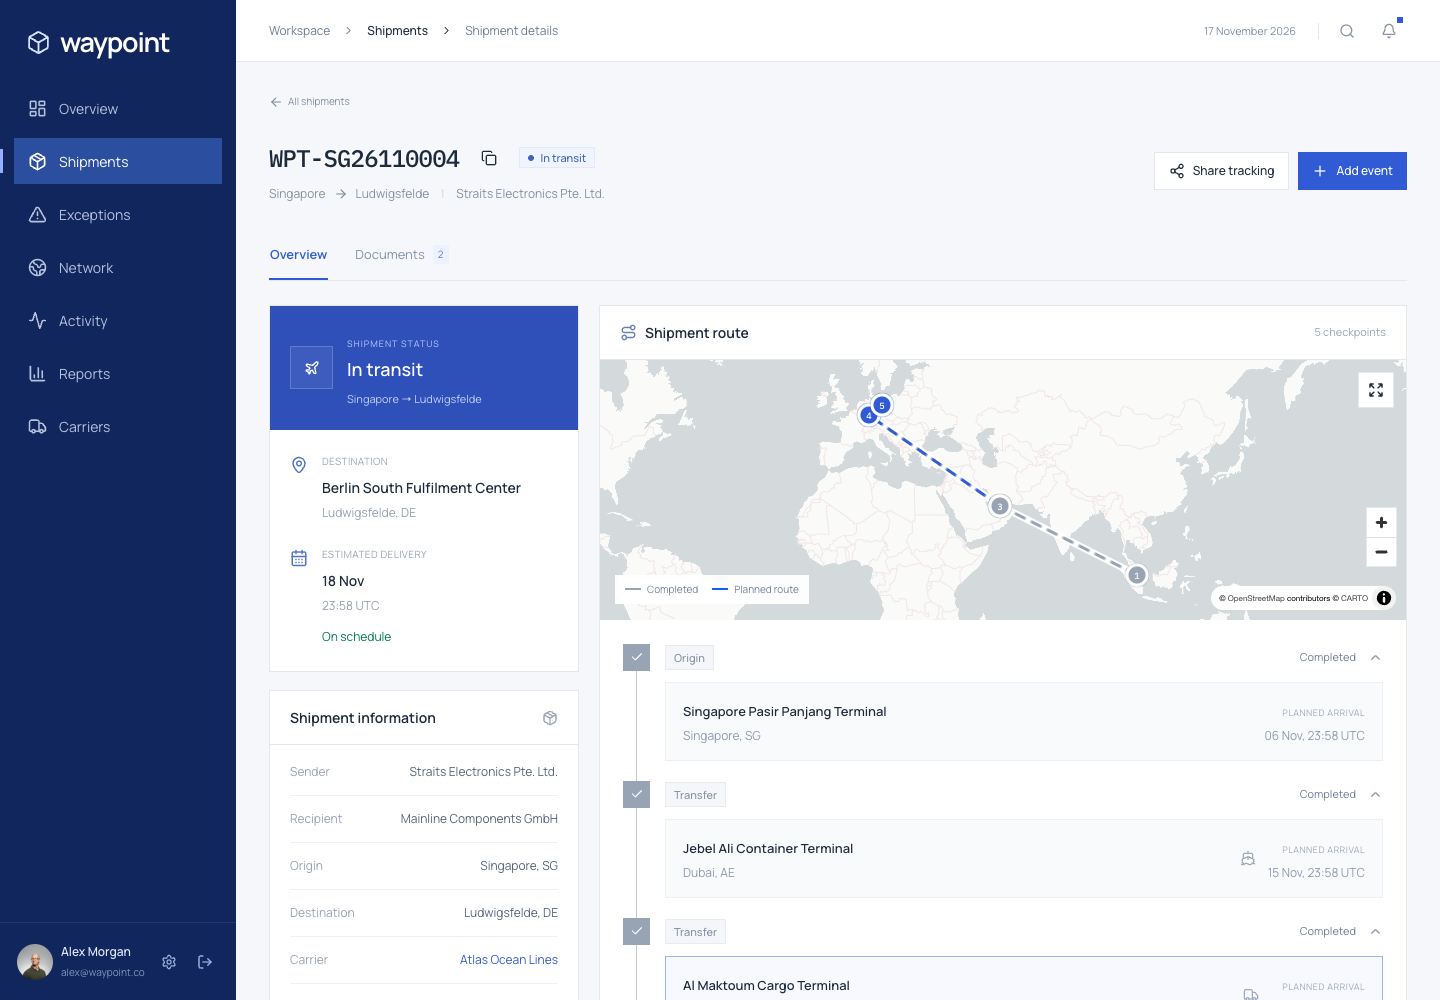 waypoint
Overview
Shipments
Exceptions
Network
Activity
Reports
Carriers
Alex Morgan
alex@waypoint.co
Workspace > Shipments > Shipment details
17 November 2026
All shipments
WPT-SG26110004
In transit
Singapore → Ludwigsfelde | Straits Electronics Pte. Ltd.
Share tracking
Add event
Overview
Documents 2
SHIPMENT STATUS
In transit
Singapore → Ludwigsfelde
DESTINATION
Berlin South Fulfilment Center
Ludwigsfelde, DE
ESTIMATED DELIVERY
18 Nov
23:58 UTC
On schedule
Shipment information
Sender Straits Electronics Pte. Ltd.
Recipient Mainline Components GmbH
Origin Singapore, SG
Destination Ludwigsfelde, DE
Carrier Atlas Ocean Lines
Shipment route
5 checkpoints
4
5
3
1
Completed
Planned route
© OpenStreetMap contributors © CARTO
Origin
Completed
Singapore Pasir Panjang Terminal
Singapore, SG
PLANNED ARRIVAL
06 Nov, 23:58 UTC
Transfer
Completed
Jebel Ali Container Terminal
Dubai, AE
PLANNED ARRIVAL
15 Nov, 23:58 UTC
Transfer
Completed
Al Maktoum Cargo Terminal
PLANNED ARRIVAL